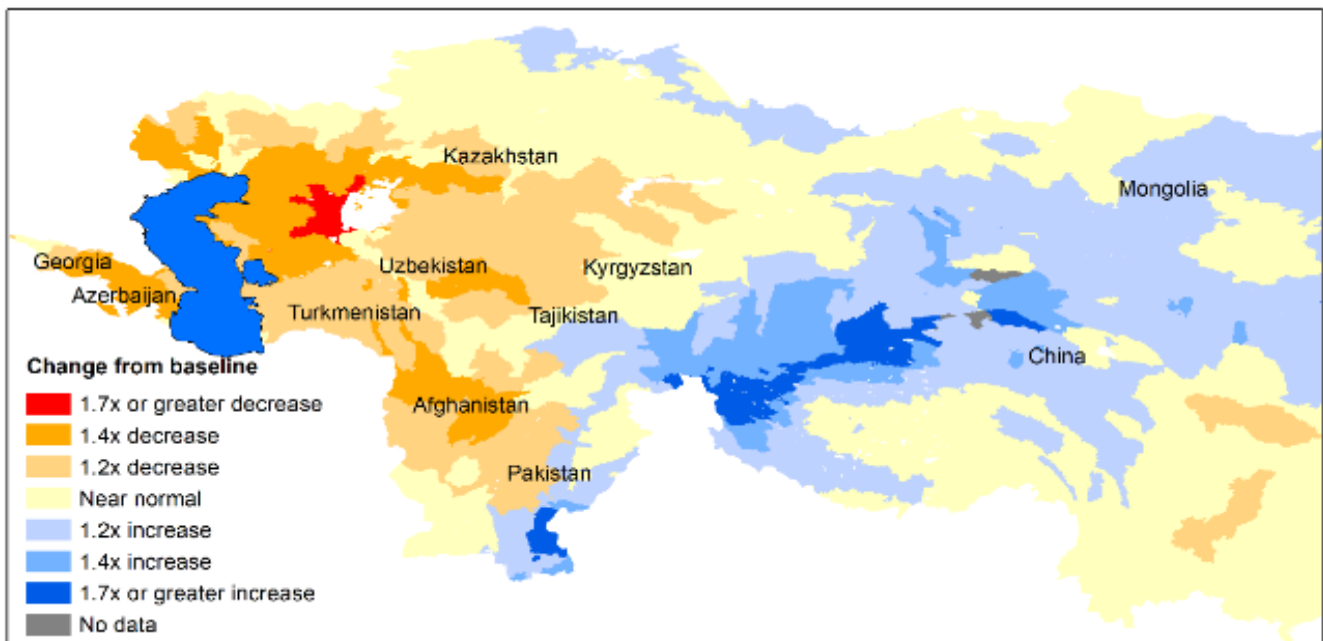 Kazakhstan
Mongolia
Georgia
Uzbekistan
Kyrgyzstan
Azerbaijan
Turkmenistan
Tajikistan
China
Afghanistan
Pakistan
Change from baseline
1.7x or greater decrease
1.4x decrease
1.2x decrease
Near normal
1.2x increase
1.4x increase
1.7x or greater increase
No data